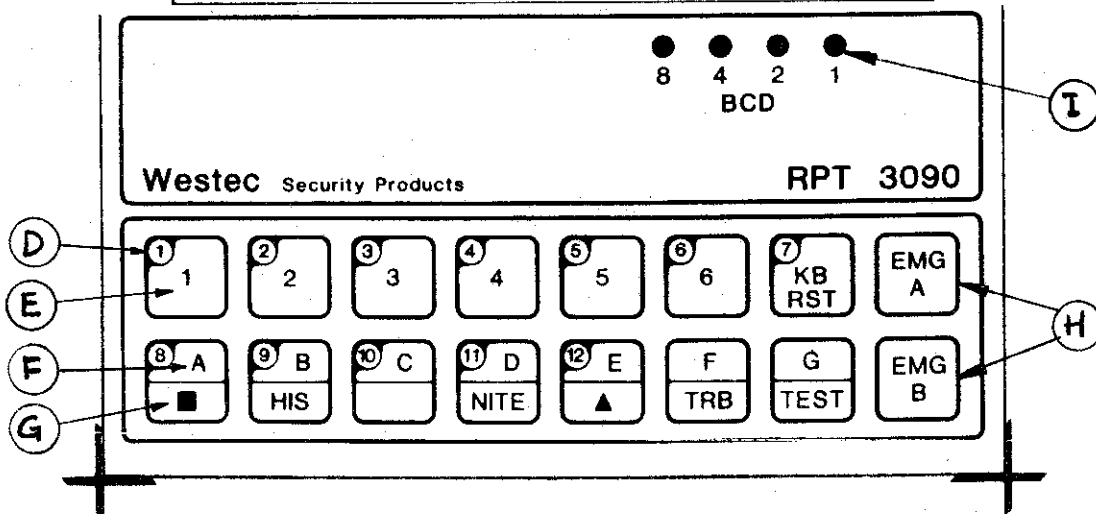 8 4 2 1
BCD
I
Westec Security Products RPT 3090
D
E
1 1
2 2
3 3
4 4
5 5
6 6
7 KB
RST
EMG
A
H
F
G
8 A
■
9 B
HIS
10 C
11 D
NITE
12 E
▲
F
TRB
G
TEST
EMG
B